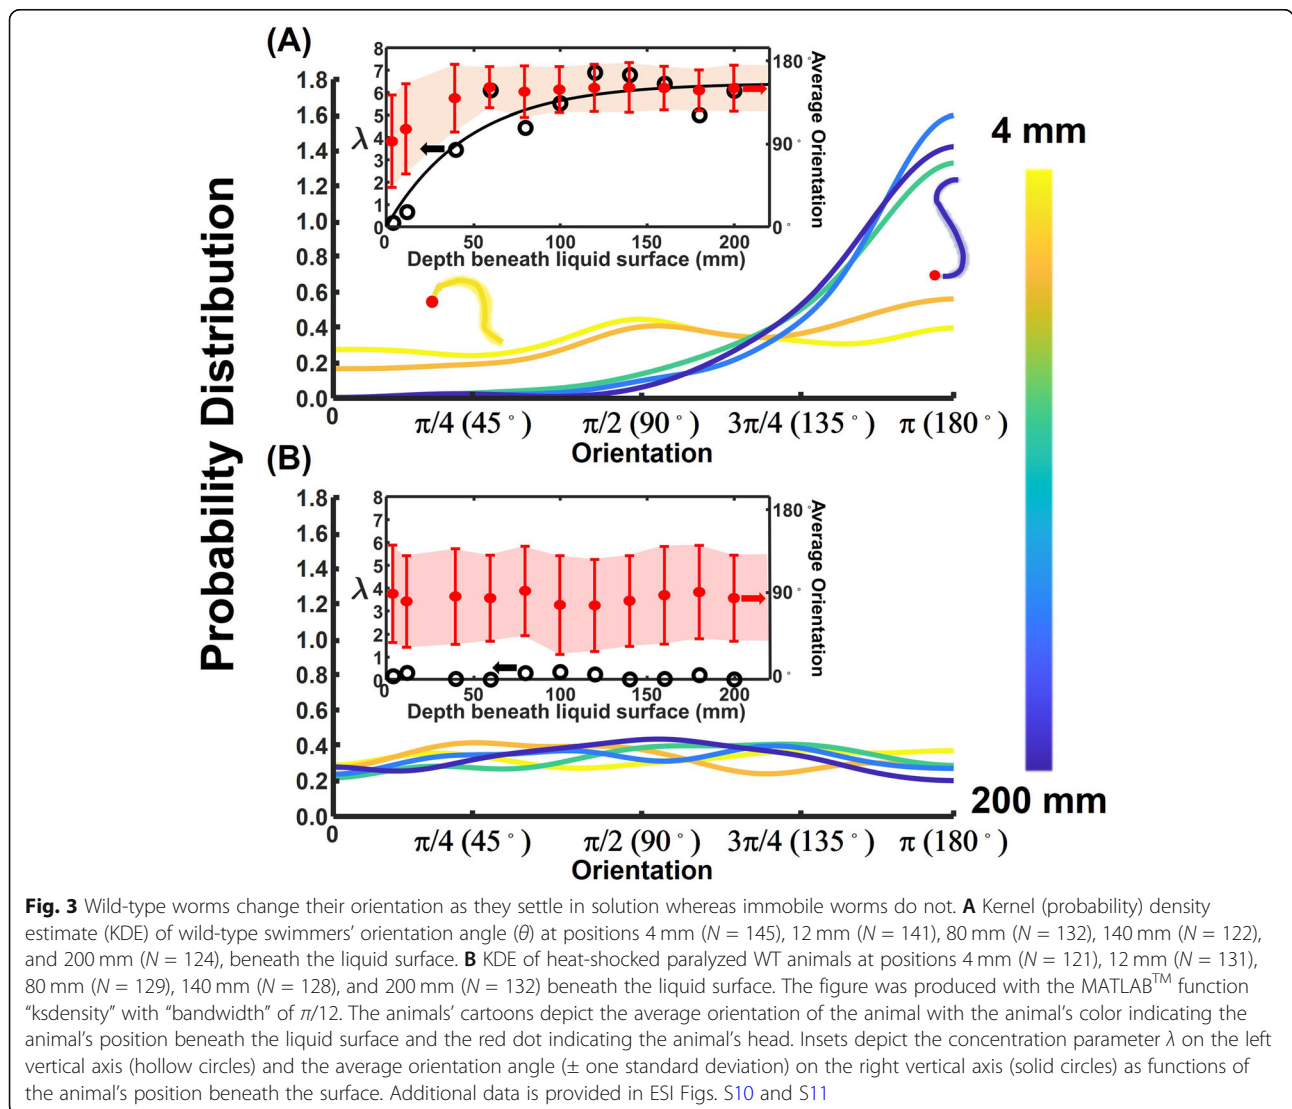 (A)
Probability Distribution
1.8
1.6
1.4
1.2
1.0
0.8
0.6
0.4
0.2
0.0
8
7
6
5
4
3
2
1
0
λ
0 50 100 150 200
Depth beneath liquid surface (mm)
180°
90°
0°
Average Orientation
0 π/4 (45°) π/2 (90°) 3π/4 (135°) π (180°)
Orientation
4 mm
200 mm
(B)
1.8
1.6
1.4
1.2
1.0
0.8
0.6
0.4
0.2
0.0
8
7
6
5
4
3
2
1
0
λ
50 100 150 200
Depth beneath liquid surface (mm)
180°
90°
0°
Average Orientation
0 π/4 (45°) π/2 (90°) 3π/4 (135°) π (180°)
Orientation
Fig. 3 Wild-type worms change their orientation as they settle in solution whereas immobile worms do not. A Kernel (probability) density
estimate (KDE) of wild-type swimmers' orientation angle (θ) at positions 4 mm (N = 145), 12 mm (N = 141), 80 mm (N = 132), 140 mm (N = 122),
and 200 mm (N = 124), beneath the liquid surface. B KDE of heat-shocked paralyzed WT animals at positions 4 mm (N = 121), 12 mm (N = 131),
80 mm (N = 129), 140 mm (N = 128), and 200 mm (N = 132) beneath the liquid surface. The figure was produced with the MATLAB™ function
"ksdensity" with "bandwidth" of π/12. The animals' cartoons depict the average orientation of the animal with the animal's color indicating the
animal's position beneath the liquid surface and the red dot indicating the animal's head. Insets depict the concentration parameter λ on the left
vertical axis (hollow circles) and the average orientation angle (± one standard deviation) on the right vertical axis (solid circles) as functions of
the animal's position beneath the surface. Additional data is provided in ESI Figs. S10 and S11